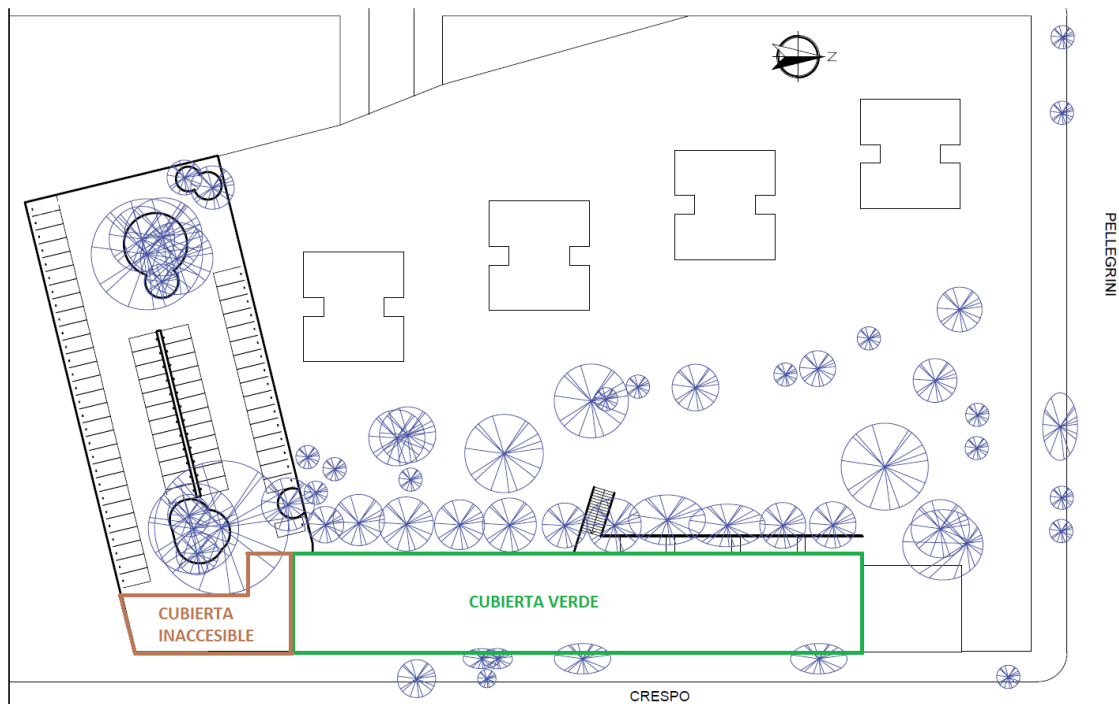 Z
PELLEGRINI
CUBIERTA VERDE
CUBIERTA
INACCESIBLE
CRESPO